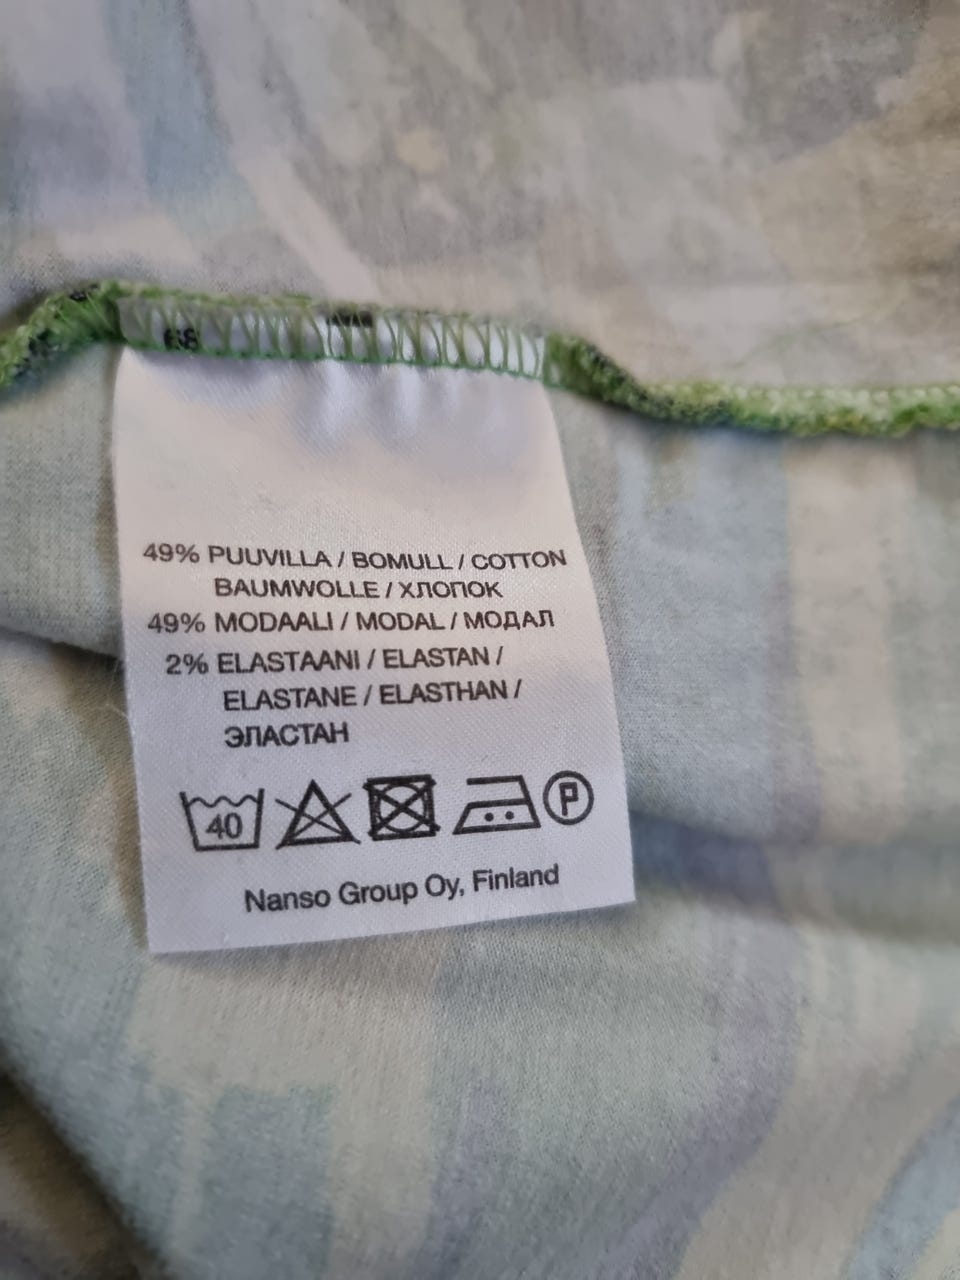 68
49% PUUVILLA / BOMULL / COTTON
BAUMWOLLE / ХЛОПОК
49% MODAALI / MODAL / МОДАЛ
2% ELASTAANI / ELASTAN /
ELASTANE / ELASTHAN /
ЭЛАСТАН
40
P
Nanso Group Oy, Finland